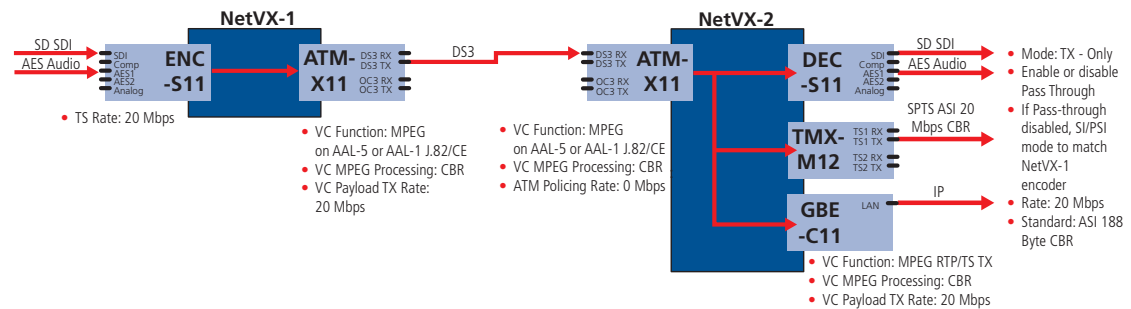 NetVX-1
NetVX-2
SD SDI
AES Audio
SDI
Comp
AES1
AES2
Analog
ENC
-S11
ATM-
X11
DS3 RX
DS3 TX
OC3 RX
OC3 TX
DS3
DS3 RX
DS3 TX
OC3 RX
OC3 TX
ATM-
X11
DEC
-S11
SDI
Comp
AES1
AES2
Analog
SD SDI
AES Audio
TMX-
M12
TS1 RX
TS1 TX
TS2 RX
TS2 TX
SPTS ASI 20
Mbps CBR
GBE
-C11
LAN
IP
• TS Rate: 20 Mbps
• VC Function: MPEG
on AAL-5 or AAL-1 J.82/CE
• VC MPEG Processing: CBR
• VC Payload TX Rate:
20 Mbps
• VC Function: MPEG
on AAL-5 or AAL-1 J.82/CE
• VC MPEG Processing: CBR
• ATM Policing Rate: 0 Mbps
• VC Function: MPEG RTP/TS TX
• VC MPEG Processing: CBR
• VC Payload TX Rate: 20 Mbps
• Mode: TX - Only
• Enable or disable
Pass Through
• If Pass-through
disabled, SI/PSI
mode to match
NetVX-1
encoder
• Rate: 20 Mbps
• Standard: ASI 188
Byte CBR